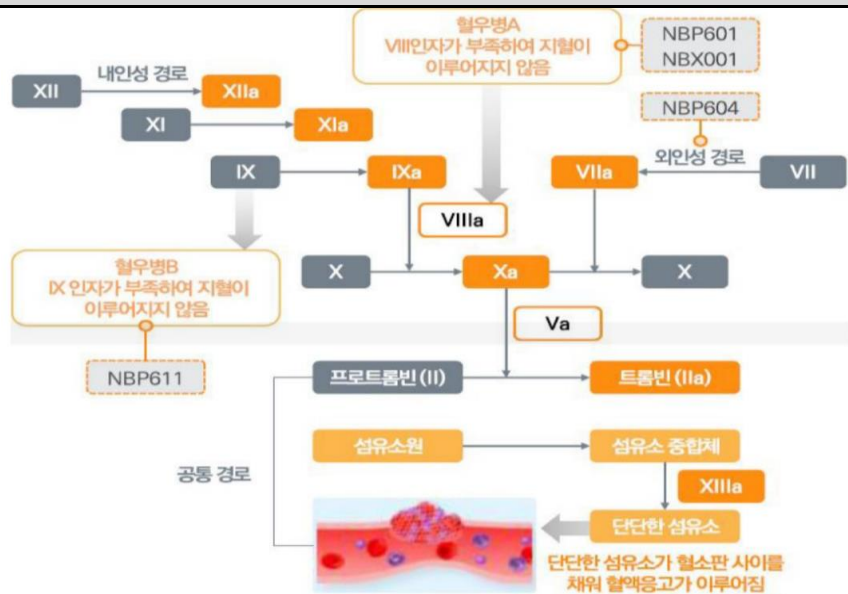 혈우병A
VIII인자가 부족하여 지혈이
이루어지지 않음
NBP601
NBX001
내인성 경로
XII
XIIa
NBP604
XI
XIa
외인성 경로
IX
IXa
VIIa
VII
VIIIa
혈우병B
IX 인자가 부족하여 지혈이
이루어지지 않음
X
Xa
X
Va
NBP611
프로트롬빈 (II)
트롬빈 (IIa)
섬유소원
섬유소 중합체
공통 경로
XIIIa
단단한 섬유소
단단한 섬유소가 혈소판 사이를
채워 혈액응고가 이루어짐